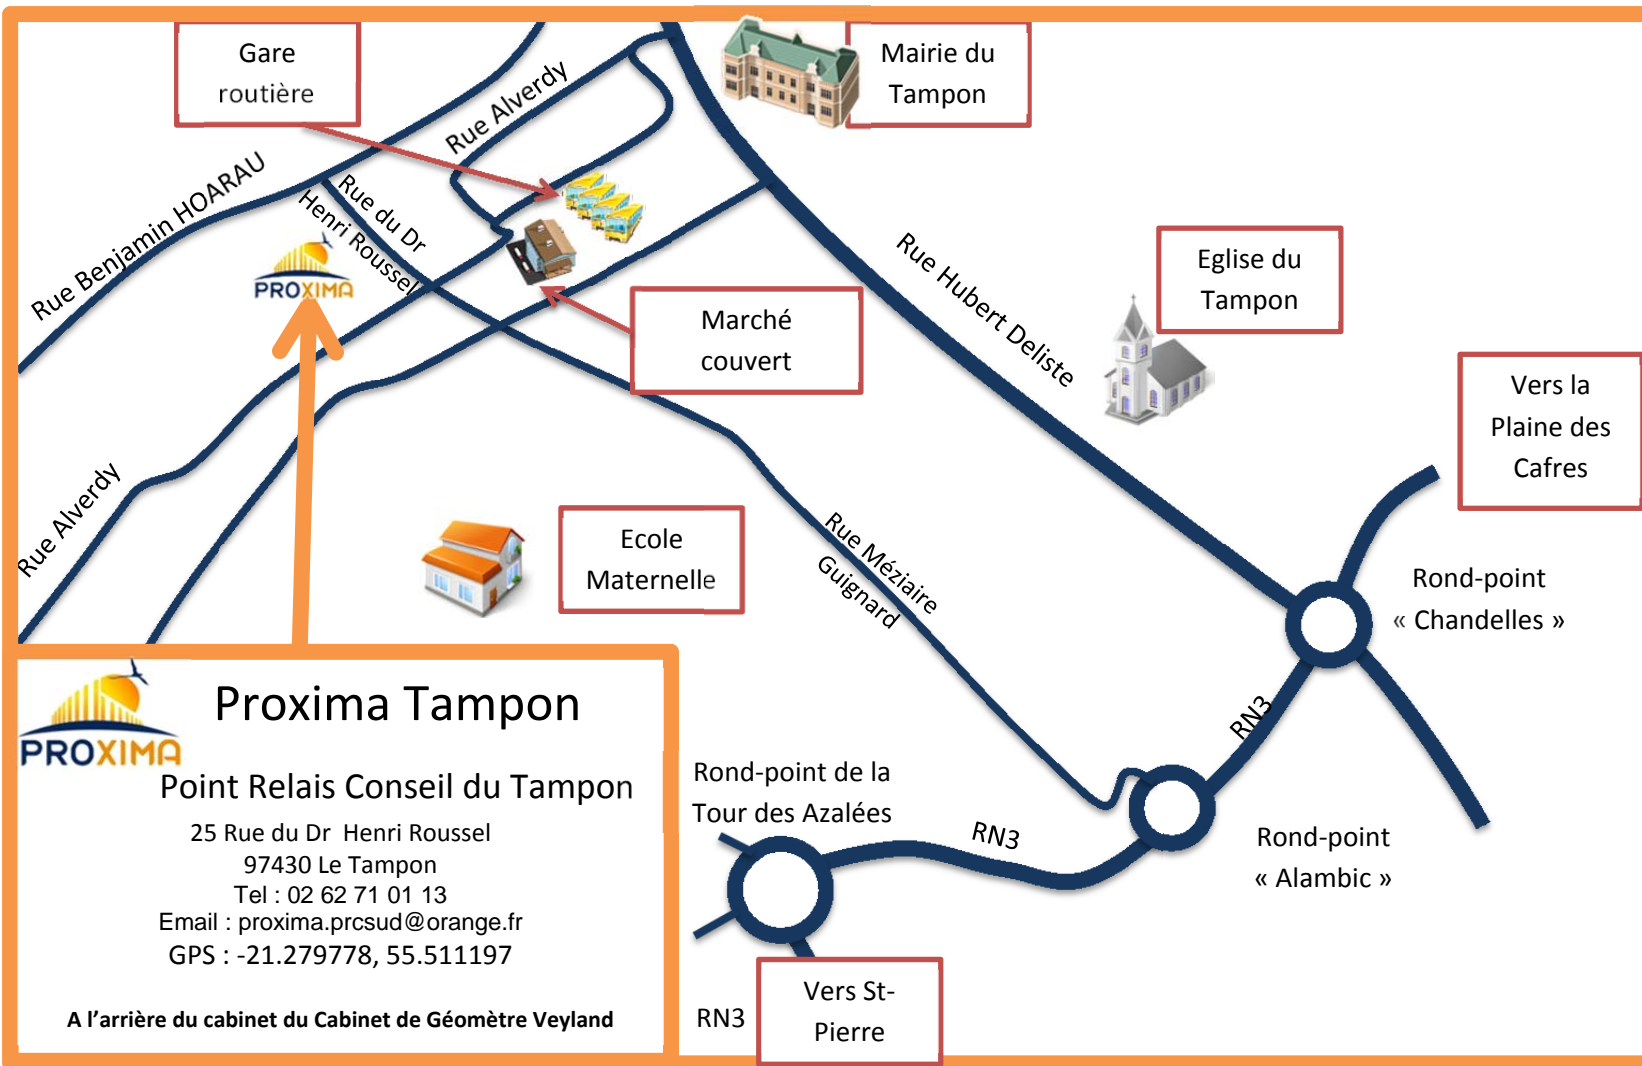 Gare
routière
Mairie du
Tampon
Rue Alverdy
Rue Benjamin HOARAU
Rue du Dr
Henri Roussel
PROXIMA
Marché
couvert
Rue Hubert Deliste
Eglise du
Tampon
Vers la
Plaine des
Cafres
Rue Alverdy
Ecole
Maternelle
Rue Méziaire
Guignard
Rond-point
« Chandelles »
RN3
Rond-point de la
Tour des Azalées
RN3
Rond-point
« Alambic »
RN3
Vers St-
Pierre
PROXIMA
Proxima Tampon
Point Relais Conseil du Tampon
25 Rue du Dr  Henri Roussel
97430 Le Tampon
Tel : 02 62 71 01 13
Email : proxima.prcsud@orange.fr
GPS : -21.279778, 55.511197
A l’arrière du cabinet du Cabinet de Géomètre Veyland